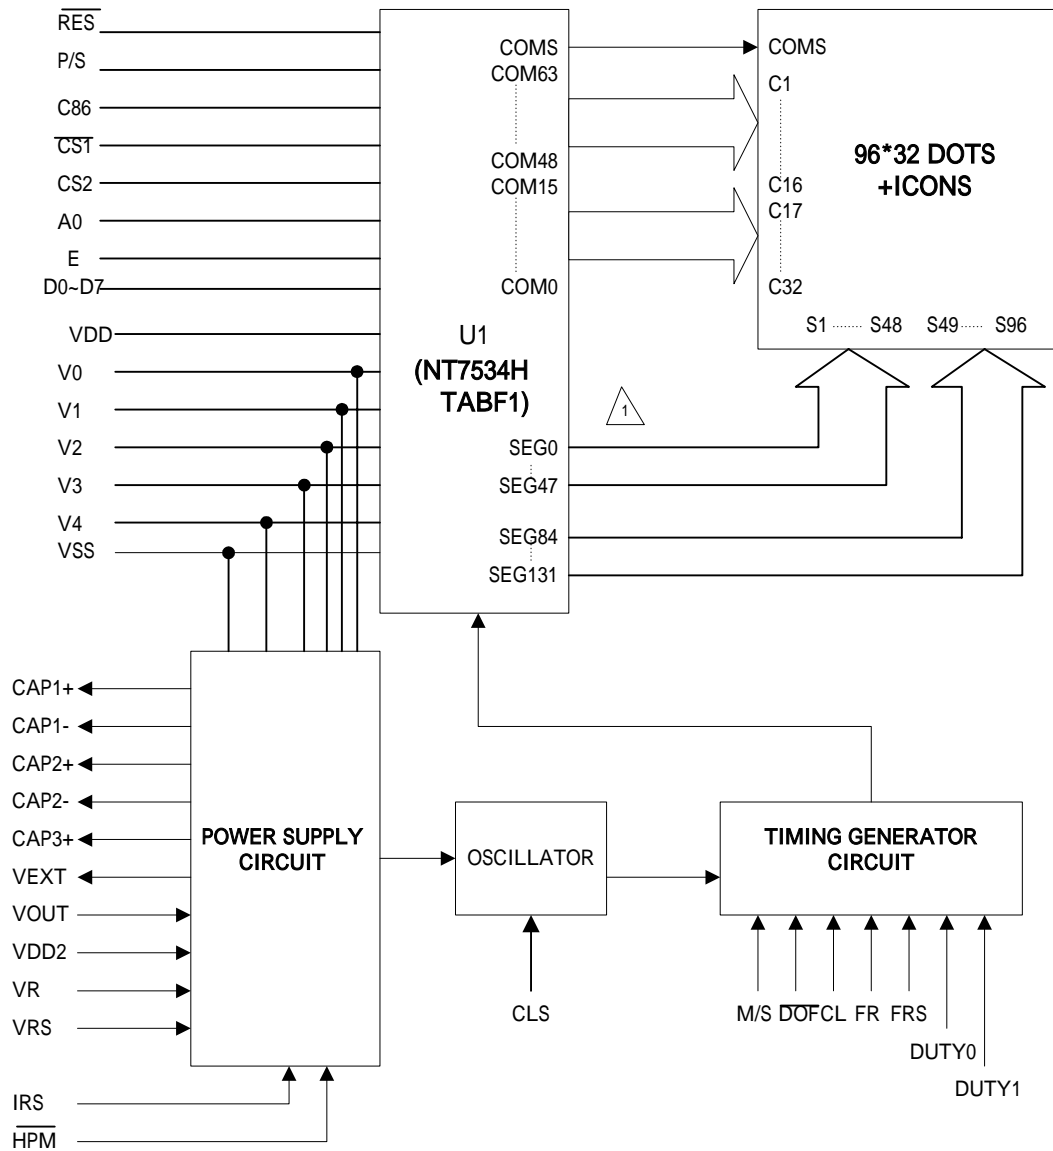 RES
P/S
C86
CS1
CS2
A0
E
D0~D7
VDD
V0
V1
V2
V3
V4
VSS
COMS
COM63
COM48
COM15
COM0
U1
(NT7534H
TABF1)
SEG0
SEG47
SEG84
SEG131
1
COMS
C1
C16
C17
C32
96*32 DOTS
+ICONS
S1 S48 S49 S96
CAP1+
CAP1-
CAP2+
CAP2-
CAP3+
VEXT
VOUT
VDD2
VR
VRS
IRS
HPM
POWER SUPPLY
CIRCUIT
OSCILLATOR
CLS
TIMING GENERATOR
CIRCUIT
M/S DOF CL FR FRS
DUTY0
DUTY1